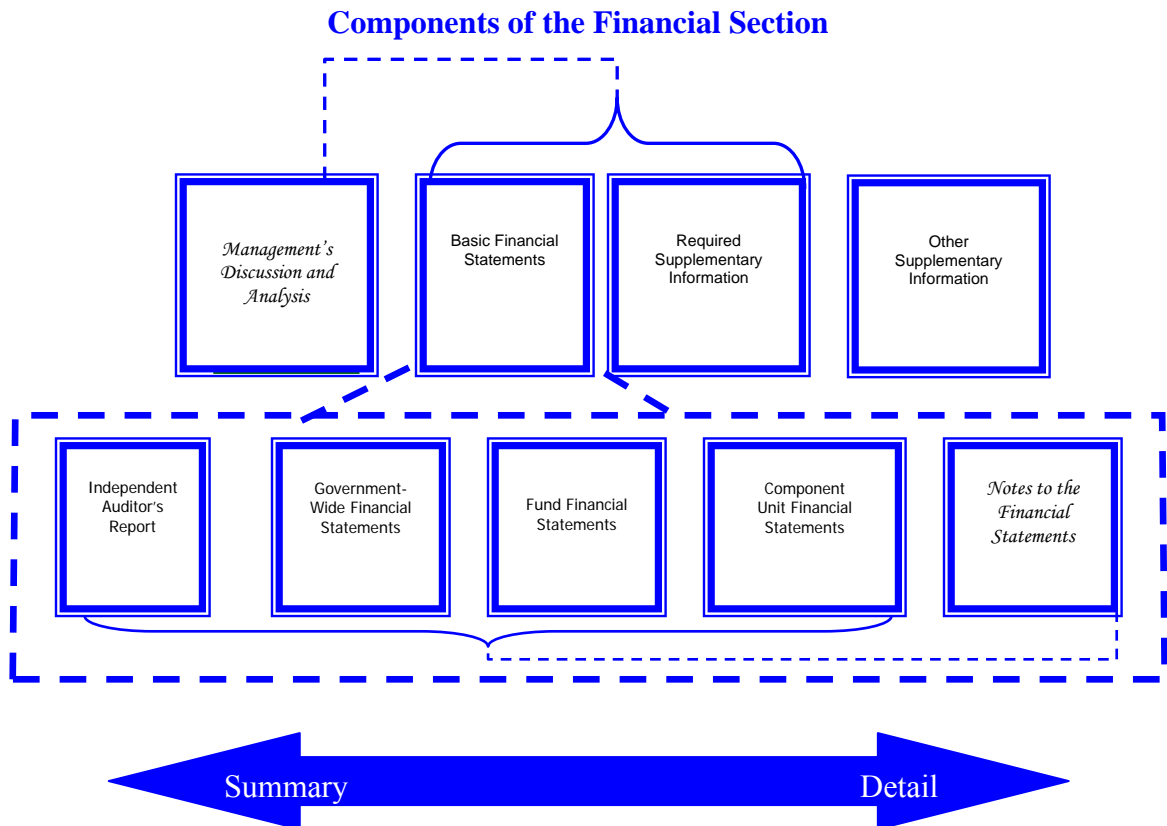 Components of the Financial Section
Management’s
Discussion and
Analysis
Basic Financial
Statements
Required
Supplementary
Information
Other
Supplementary
Information
Independent
Auditor’s
Report
Government-
Wide Financial
Statements
Fund Financial
Statements
Component
Unit Financial
Statements
Notes to the
Financial
Statements
Summary
Detail